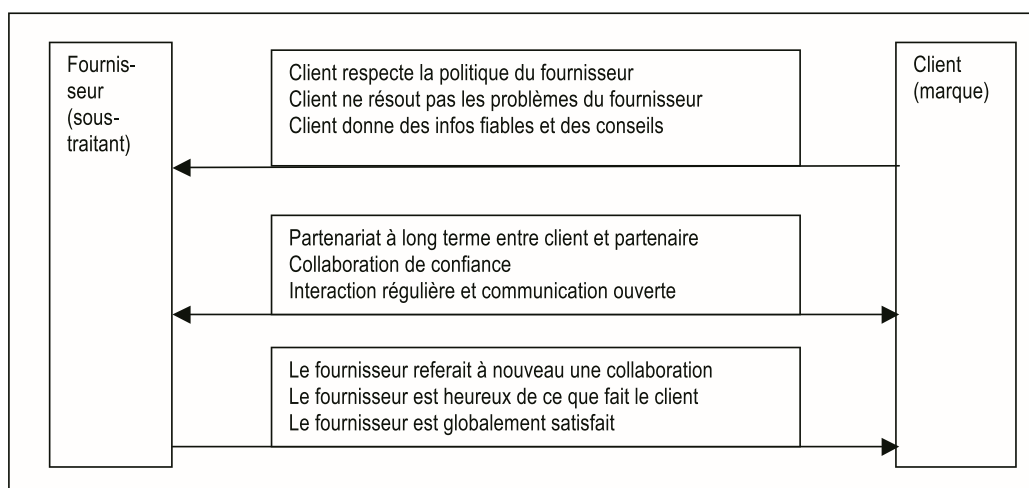 Fournis-
seur
(sous-
traitant)
Client respecte la politique du fournisseur
Client ne résout pas les problèmes du fournisseur
Client donne des infos fiables et des conseils
Client
(marque)
Partenariat à long terme entre client et partenaire
Collaboration de confiance
Interaction régulière et communication ouverte
Le fournisseur referait à nouveau une collaboration
Le fournisseur est heureux de ce que fait le client
Le fournisseur est globalement satisfait